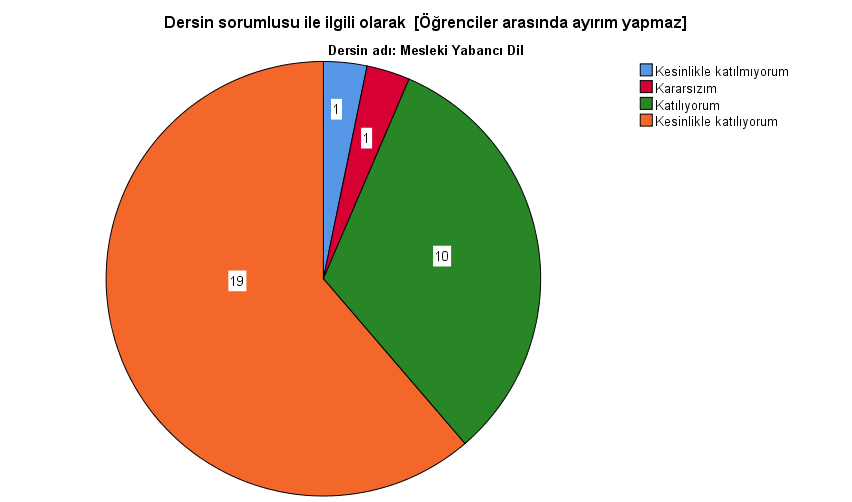 Dersin sorumlusu ile ilgili olarak  [Öğrenciler arasında ayırım yapmaz]
Dersin adı: Mesleki Yabancı Dil
Kesinlikle katılmıyorum
Kararsızım
Katılıyorum
Kesinlikle katılıyorum
1
1
10
19